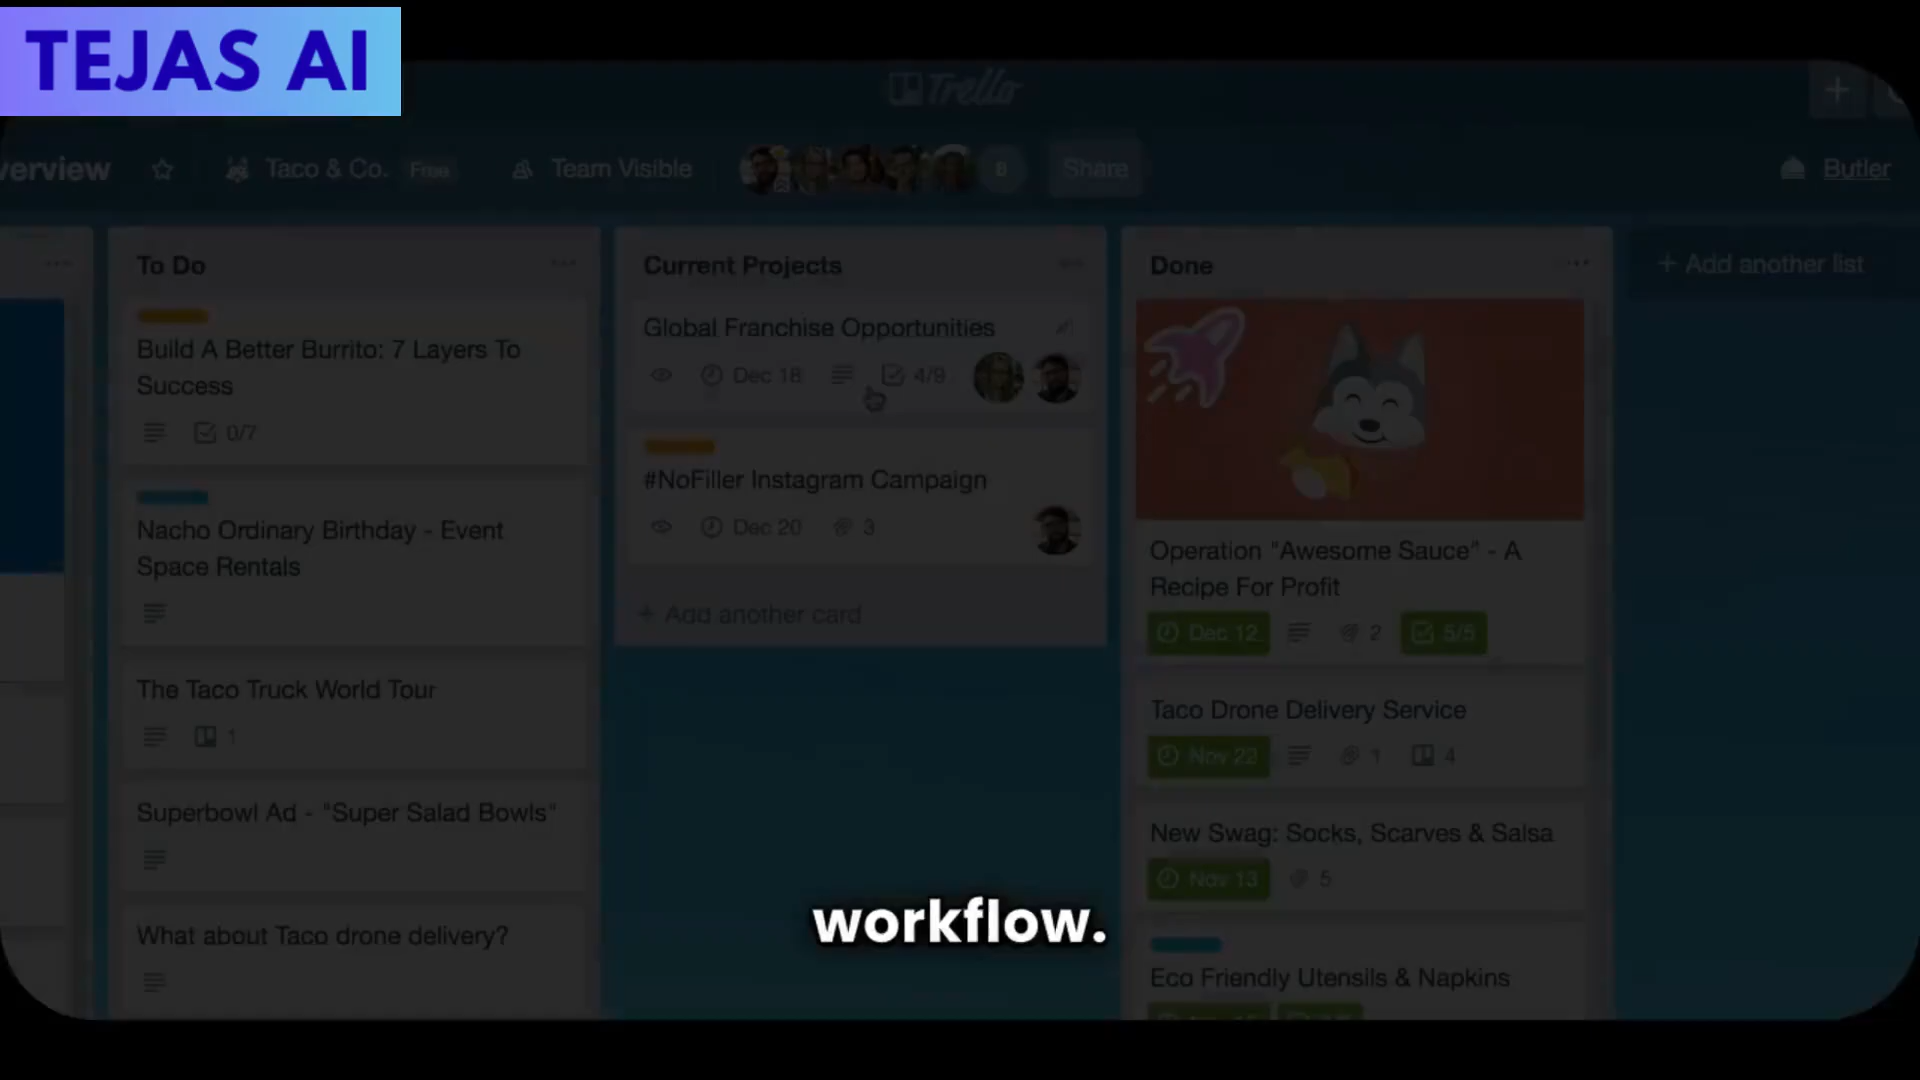 TEJAS AI
Trello
verview
Taco & Co.
Free
Team Visible
8
Share
Butler
To Do
Build A Better Burrito: 7 Layers To
Success
0/7
Nacho Ordinary Birthday - Event
Space Rentals
The Taco Truck World Tour
1
Superbowl Ad - "Super Salad Bowls"
What about Taco drone delivery?
Current Projects
Global Franchise Opportunities
Dec 18
4/9
#NoFiller Instagram Campaign
Dec 20
3
+ Add another card
Done
Operation "Awesome Sauce" - A
Recipe For Profit
Dec 12
2
5/5
Taco Drone Delivery Service
Nov 22
1
4
New Swag: Socks, Scarves & Salsa
Nov 13
5
Eco Friendly Utensils & Napkins
+ Add another list
workflow.